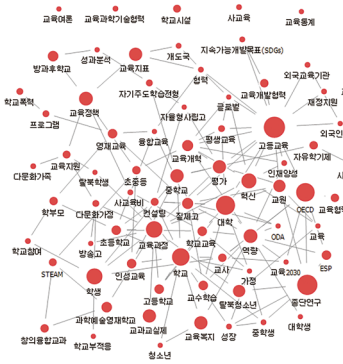 교육여론
교육과학기술협력
학교시설
사교육
교육통계
방과후학교
성과분석
교육지표
개도국
지속가능개발목표(SDGs)
협력
외국교육기관
학교폭력
교육정책
자기주도학습전형
교육개발협력
재정지원
프로그램
자율형사립고
글로벌
고등교육
외국인
영재교육
융합교육
평생교육
교육개혁
자유학기제
다문화가족
교육지원
초중등
평가
인재양성
탈북학생
중학교
혁신
교원
학부모
다문화가정
사교육비
컨설팅
질제고
대학
OECD
교육협력
학교참여
방송고
초등학교
교육과정
학교교육
역량
ODA
교육
STEAM
학생
인성교육
학교
교사
가정
교육2030
ESP
과학예술영재학교
고등학교
교수학습
탈북청소년
종단연구
창의융합교과
학교부적응
교과교실제
교육복지
성장
중학생
대학생
청소년